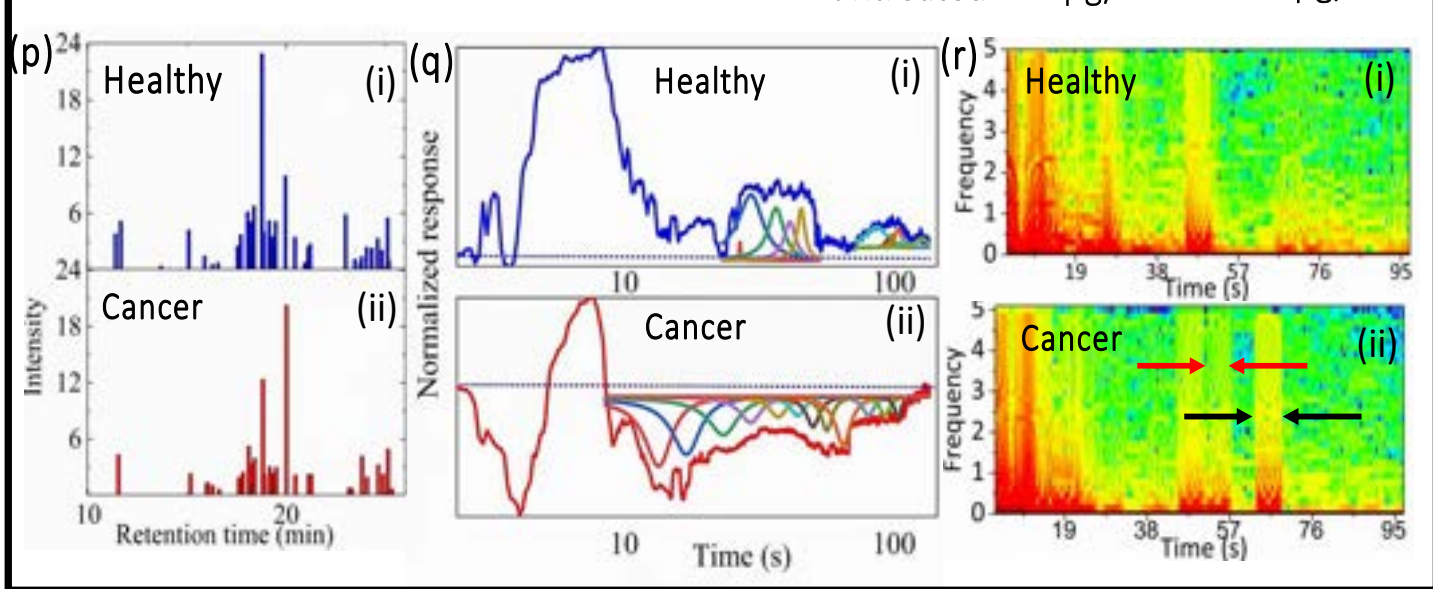 (p)
24
18
12
6
24
18
12
6
10
20
Intensity
Retention time (min)
Healthy
(i)
Cancer
(ii)
(q)
Normalized response
Healthy
(i)
10
100
Cancer
(ii)
10
100
Time (s)
(r)
Frequency
5
4
3
2
1
0
Healthy
(i)
19
38
57
76
95
Time (s)
Frequency
5
4
3
2
1
0
Cancer
(ii)
19
38
57
76
95
Time (s)